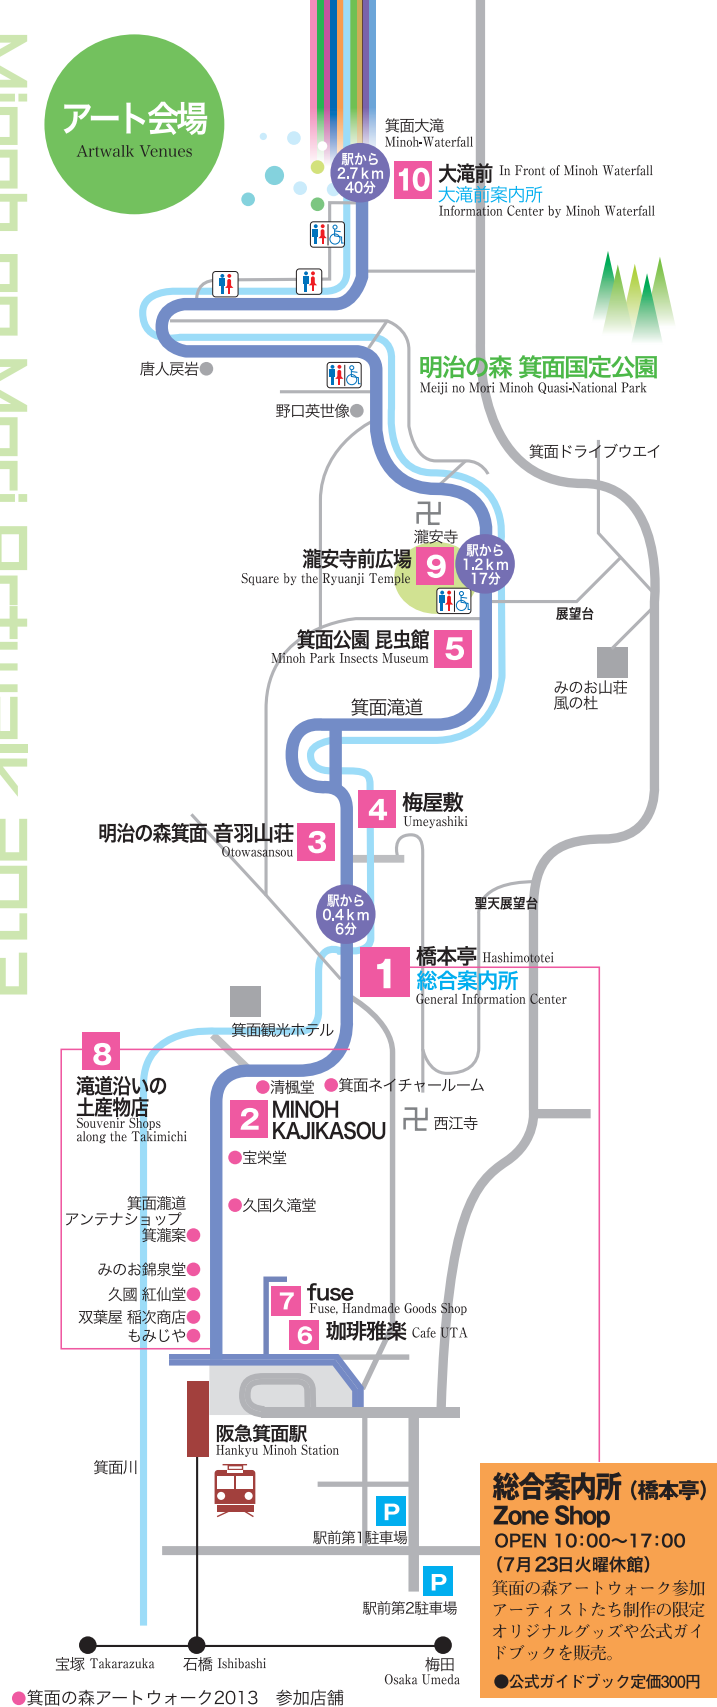 Minoh no Mori Artwalk 2013
アート会場
Artwalk Venues
箕面大滝
Minoh-Waterfall
駅から
2.7km
40分
10
大滝前 In Front of Minoh Waterfall
大滝前案内所
Information Center by Minoh Waterfall
明治の森 箕面国定公園
Meiji no Mori Minoh Quasi-National Park
唐人戻岩
野口英世像
箕面ドライブウエイ
卍
瀧安寺
瀧安寺前広場
Square by the Ryuanji Temple
9
駅から
1.2km
17分
展望台
箕面公園 昆虫館
Minoh Park Insects Museum
5
みのお山荘
風の杜
箕面滝道
4
梅屋敷
Umeyashiki
明治の森箕面 音羽山荘
Otowasansou
3
駅から
0.4km
6分
聖天展望台
1
橋本亭 Hashimototei
総合案内所
General Information Center
箕面観光ホテル
8
滝道沿いの
土産物店
Souvenir Shops
along the Takimichi
●清楓堂
●箕面ネイチャールーム
2
MINOH
KAJIKASOU
卍 西江寺
●宝栄堂
●久国久滝堂
箕面瀧道
アンテナショップ
箕瀧案●
みのお錦泉堂●
久國 紅仙堂●
双葉屋 稲次商店●
もみじや●
7
fuse
Fuse, Handmade Goods Shop
6
珈琲雅楽 Cafe UTA
阪急箕面駅
Hankyu Minoh Station
箕面川
P
駅前第1駐車場
P
駅前第2駐車場
総合案内所（橋本亭）
Zone Shop
OPEN 10:00～17:00
（7月23日火曜休館）
箕面の森アートウォーク参加
アーティストたち制作の限定
オリジナルグッズや公式ガイ
ドブックを販売。
●公式ガイドブック定価300円
宝塚 Takarazuka
石橋 Ishibashi
梅田
Osaka Umeda
●箕面の森アートウォーク2013　参加店舗